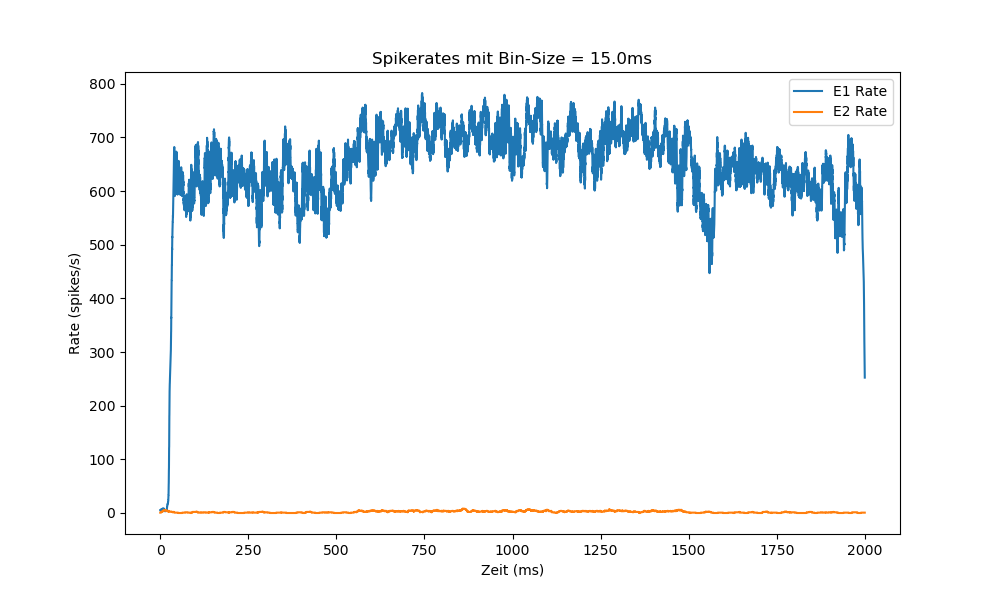 Spikerates mit Bin-Size = 15.0ms
E1 Rate
E2 Rate
Rate (spikes/s)
800
700
600
500
400
300
200
100
0
0 250 500 750 1000 1250 1500 1750 2000
Zeit (ms)